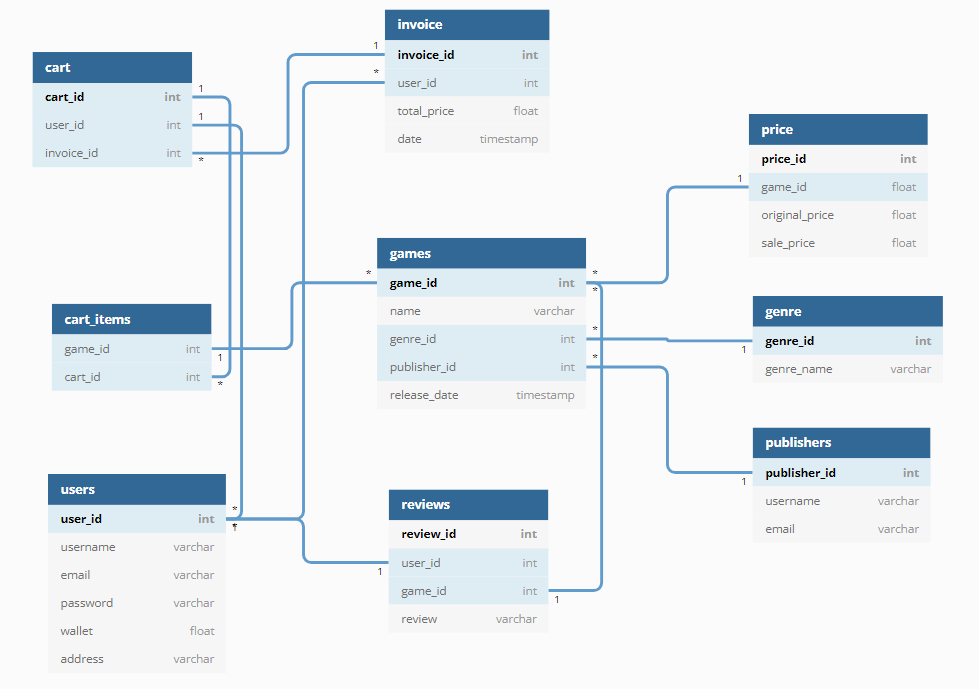 invoice
invoice_id int
user_id int
total_price float
date timestamp
1
*
cart
cart_id int
user_id int
invoice_id int
1
1
*
price
price_id int
game_id float
original_price float
sale_price float
1
games
game_id int
name varchar
genre_id int
publisher_id int
release_date timestamp
*
*
*
*
*
cart_items
game_id int
cart_id int
1
*
genre
genre_id int
genre_name varchar
1
publishers
publisher_id int
username varchar
email varchar
1
users
user_id int
username varchar
email varchar
password varchar
wallet float
address varchar
*
*
reviews
review_id int
user_id int
game_id int
review varchar
1
1